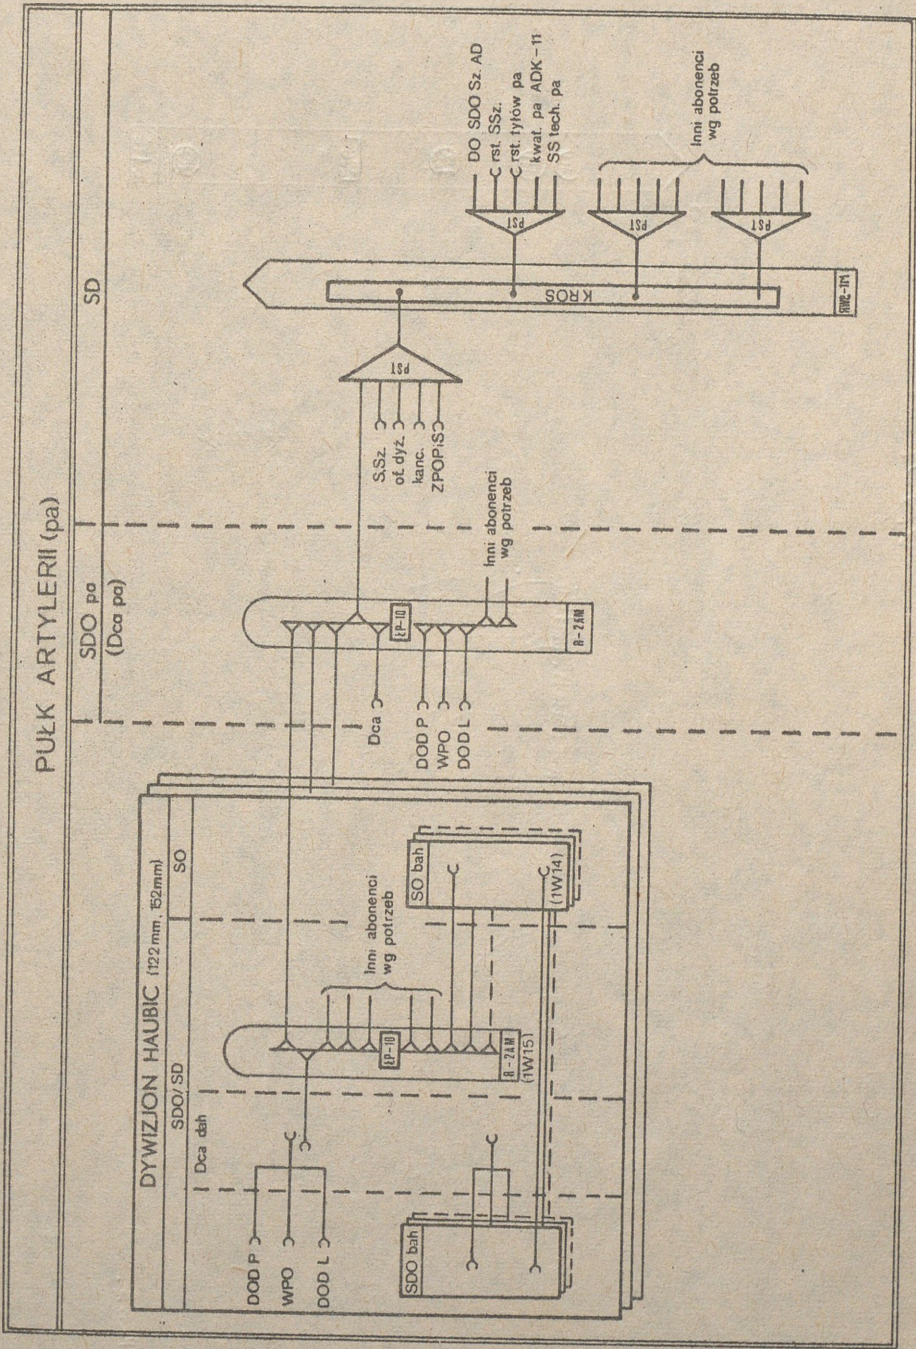 PUŁK ARTYLERII (pa)
SDO pa
(Dca pa)
SD
DYWIZJON HAUBIC (122 mm, 152mm)
SDO/SD
SO
Dca dah
DOD P
WPO
DOD L
SDO bah
Inni abonenci
wg potrzeb
ŁP-10
R-2AM
(1W15)
SO bah
(1W14)
Dca
DOD P
WPO
DOD L
ŁP-10
R-2AM
Inni abonenci
wg potrzeb
S.Sz.
of. dyż.
kanc.
ZPOPiS
PST
KROS
PST
DO SDO Sz. AD
rst. SSz.
rst. tyłów pa
kwat. pa ADK-11
SS tech. pa
PST
PST
Inni abonenci
wg potrzeb